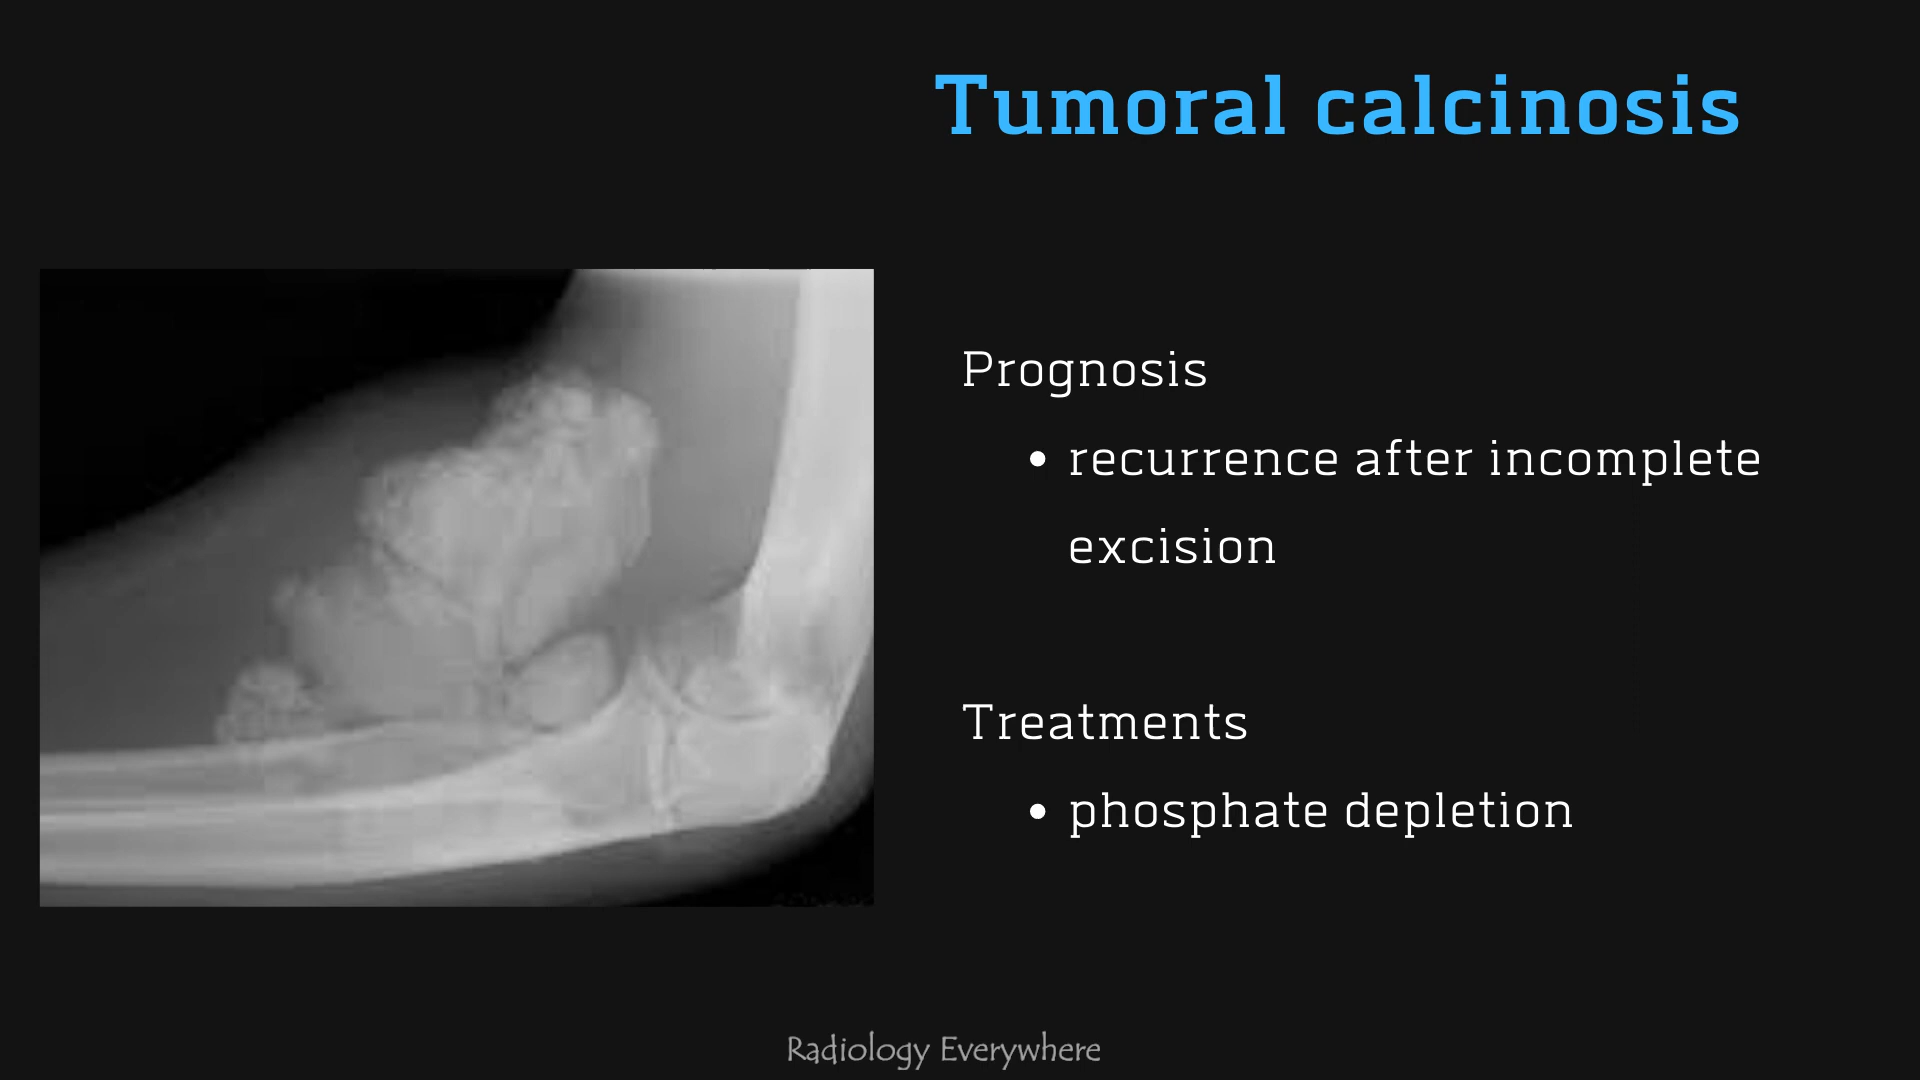 Tumoral calcinosis
Prognosis
• recurrence after incomplete
excision
Treatments
• phosphate depletion
Radiology Everywhere